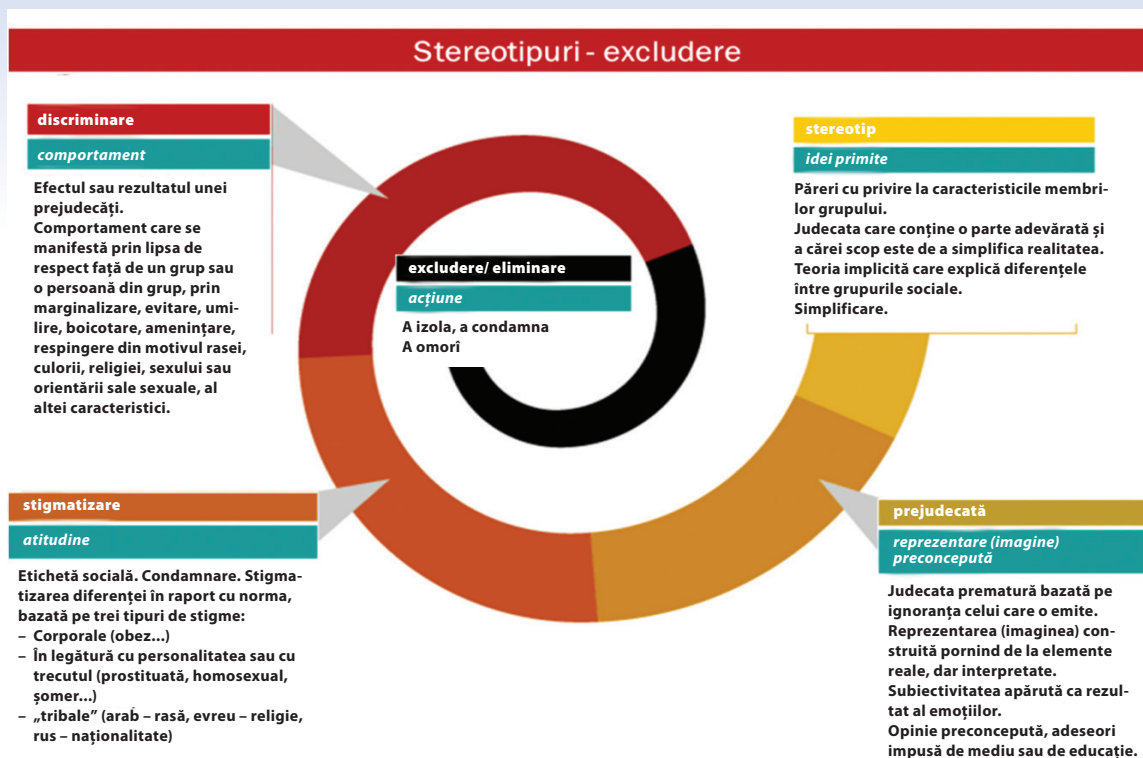 Stereotipuri - excludere
discriminare
comportament
Efectul sau rezultatul unei
prejudecăți.
Comportament care se
manifestă prin lipsa de
respect față de un grup sau
o persoană din grup, prin
marginalizare, evitare, umi-
lire, boicotare, amenințare,
respingere din motivul rasei,
culorii, religiei, sexului sau
orientării sale sexuale, al
altei caracteristici.
excludere/ eliminare
acțiune
A izola, a condamna
A omorî
stereotip
idei primite
Păreri cu privire la caracteristicile membri-
lor grupului.
Judecata care conține o parte adevărată și
a cărei scop este de a simplifica realitatea.
Teoria implicită care explică diferențele
între grupurile sociale.
Simplificare.
stigmatizare
atitudine
Etichetă socială. Condamnare. Stigma-
tizarea diferenței în raport cu norma,
bazată pe trei tipuri de stigme:
– Corporale (obez...)
– În legătură cu personalitatea sau cu
trecutul (prostituată, homosexual,
șomer...)
– „tribale” (arab – rasă, evreu – religie,
rus – naționalitate)
prejudecată
reprezentare (imagine)
preconcepută
Judecata prematură bazată pe
ignoranța celui care o emite.
Reprezentarea (imaginea) con-
struită pornind de la elemente
reale, dar interpretate.
Subiectivitatea apărută ca rezul-
tat al emoțiilor.
Opinie preconcepută, adeseori
impusă de mediu sau de educație.